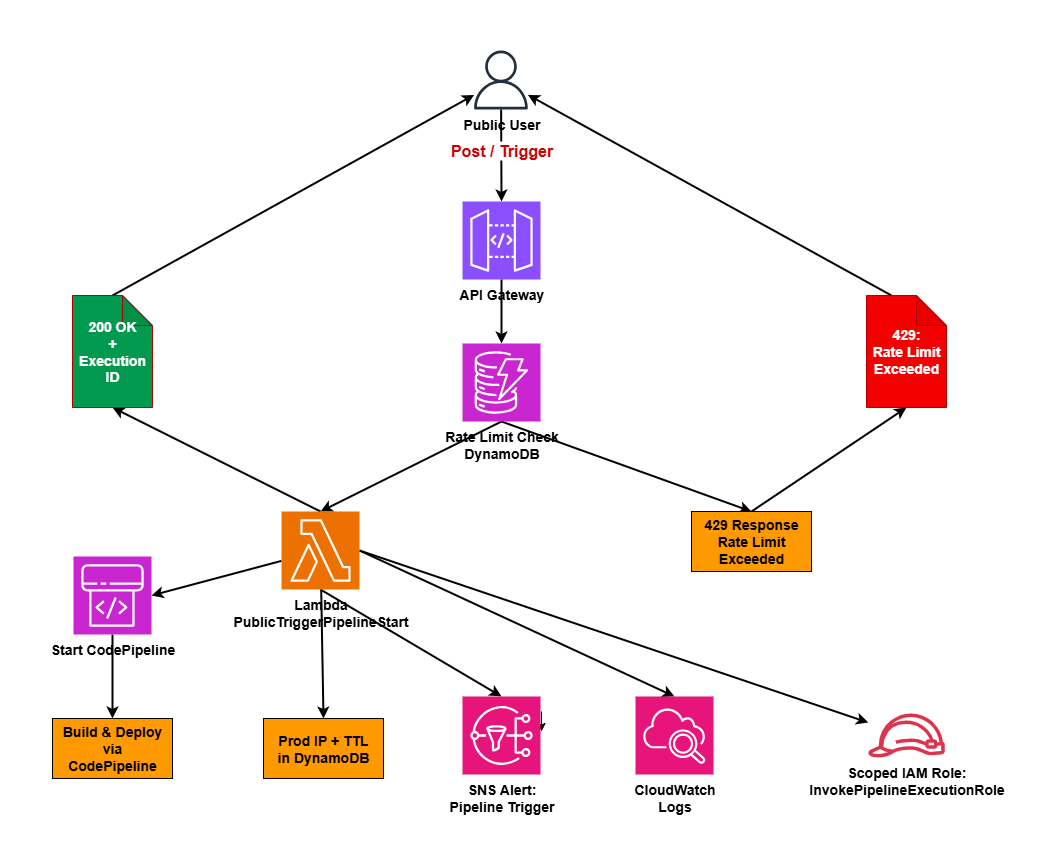 Public User
Post / Trigger
API Gateway
200 OK
+
Execution
ID
429:
Rate Limit
Exceeded
Rate Limit Check
DynamoDB
429 Response
Rate Limit
Exceeded
Lambda
PublicTriggerPipelineStart
Start CodePipeline
Build & Deploy
via
CodePipeline
Prod IP + TTL
in DynamoDB
SNS Alert:
Pipeline Trigger
CloudWatch
Logs
Scoped IAM Role:
InvokePipelineExecutionRole